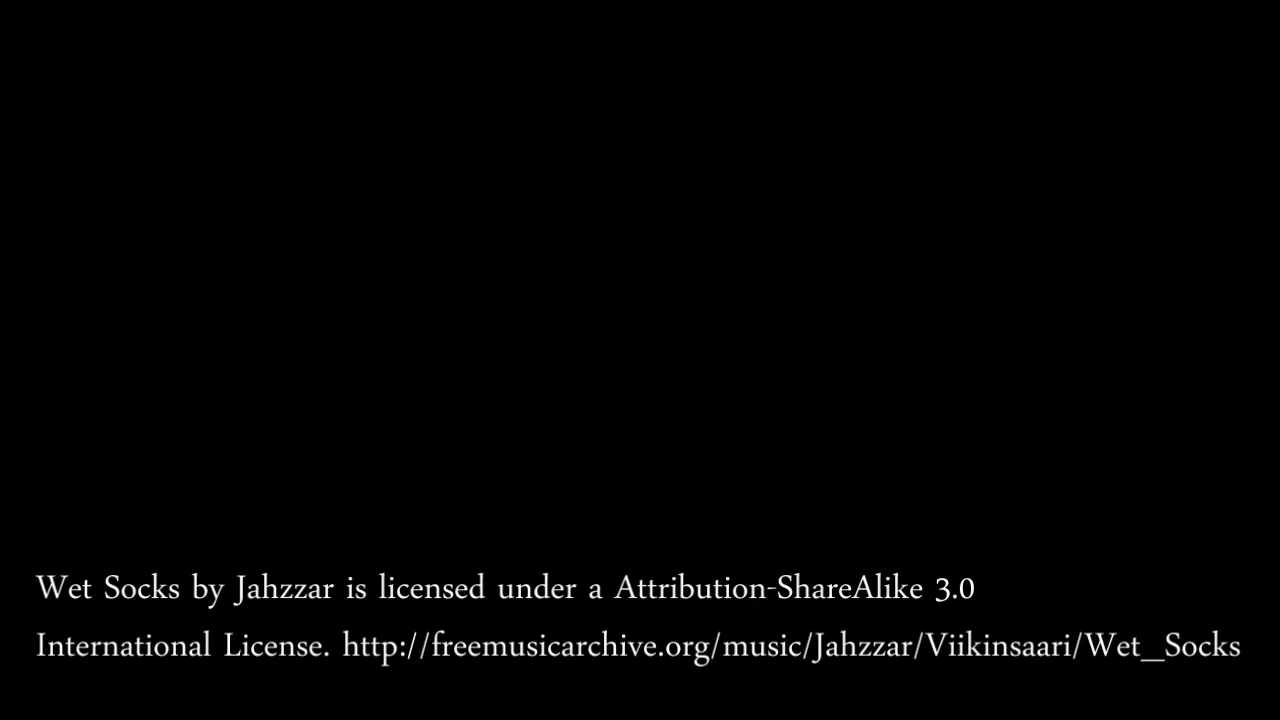 Wet Socks by Jahzzar is licensed under a Attribution-ShareAlike 3.0
International License. http://freemusicarchive.org/music/Jahzzar/Viikinsaari/Wet_Socks